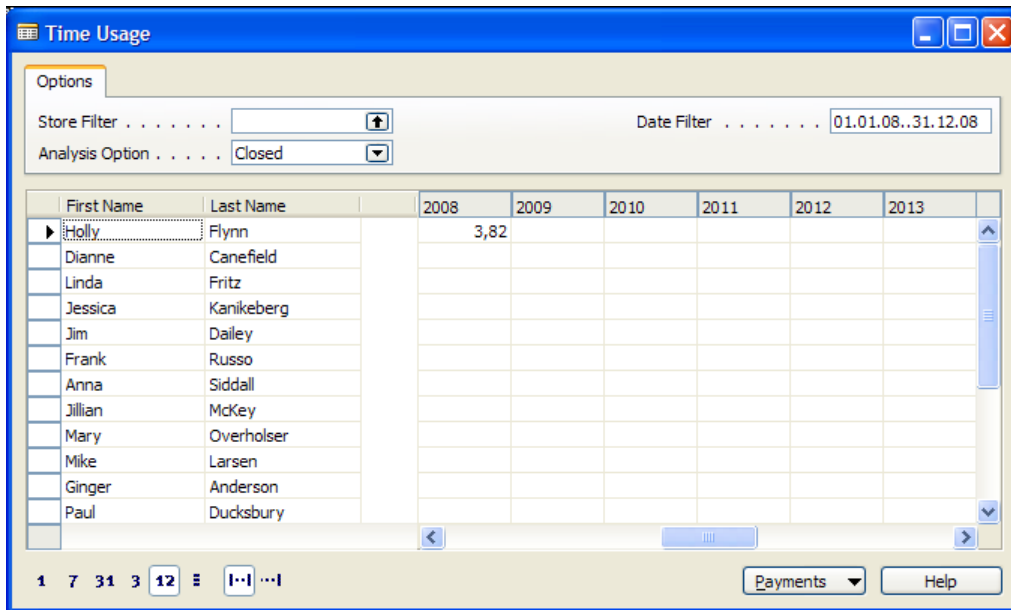 Time Usage
Options
Store Filter . . . . . . .
Date Filter . . . . . . . 01.01.08..31.12.08
Analysis Option . . . . . Closed
First Name Last Name 2008 2009 2010 2011 2012 2013
Holly Flynn 3,82
Dianne Canefield
Linda Fritz
Jessica Kanikeberg
Jim Dailey
Frank Russo
Anna Siddall
Jillian McKey
Mary Overholser
Mike Larsen
Ginger Anderson
Paul Ducksbury
1 7 31 3 12
Payments Help